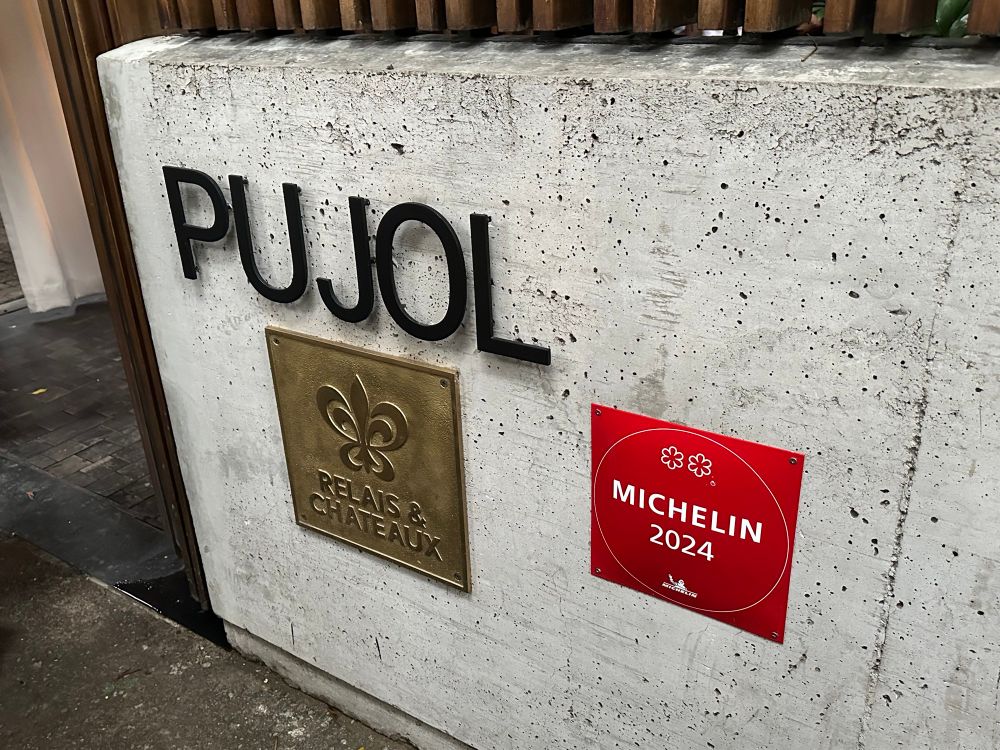 PUJOL
RELAIS &
CHATEAUX
MICHELIN
2024
MICHELIN